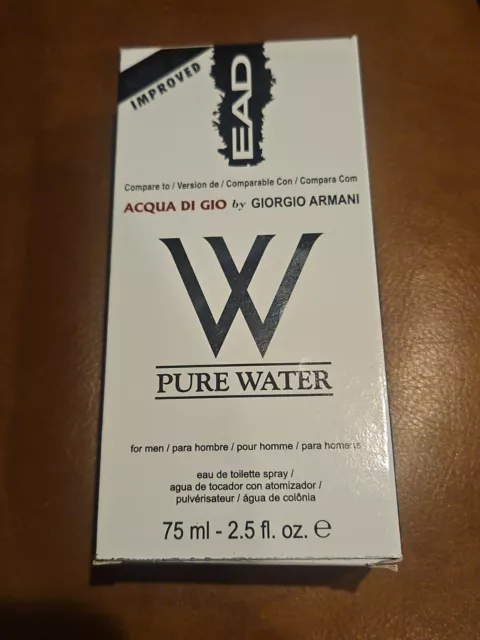 IMPROVED
EAD
Compare to / Version de / Comparable Con / Compara Com
ACQUA DI GIO by GIORGIO ARMANI
W
PURE WATER
for men / para hombre / pour homme / para homens
eau de toilette spray /
agua de tocador con atomizador /
pulvérisateur / água de colônia
75 ml - 2.5 fl. oz. ℮